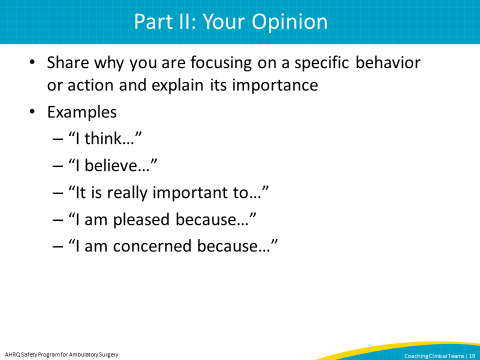 Part II: Your Opinion
• Share why you are focusing on a specific behavior
or action and explain its importance
• Examples
– “I think…”
– “I believe…”
– “It is really important to…”
– “I am pleased because…”
– “I am concerned because…”
AHRQ Safety Program for Ambulatory Surgery
Coaching Clinical Teams | 19